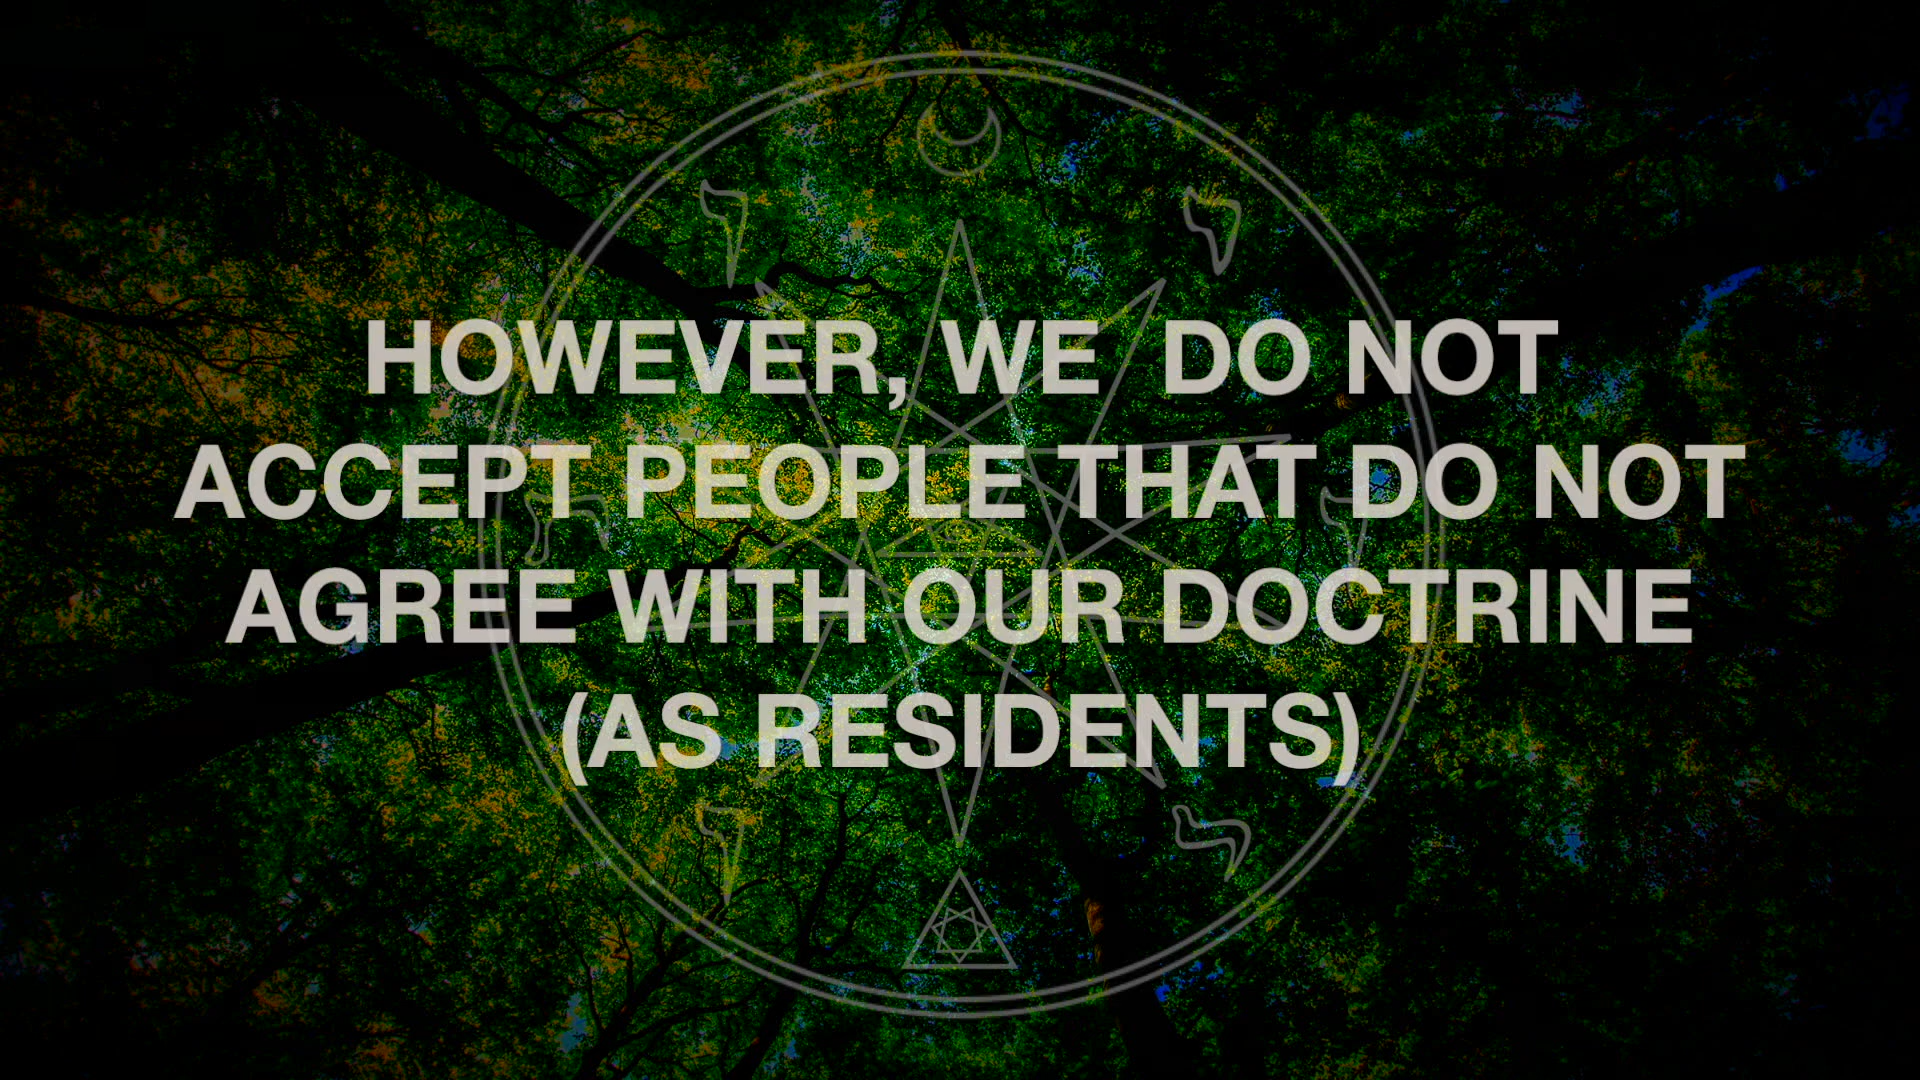 HOWEVER, WE  DO NOT
ACCEPT PEOPLE THAT DO NOT
AGREE WITH OUR DOCTRINE
(AS RESIDENTS)